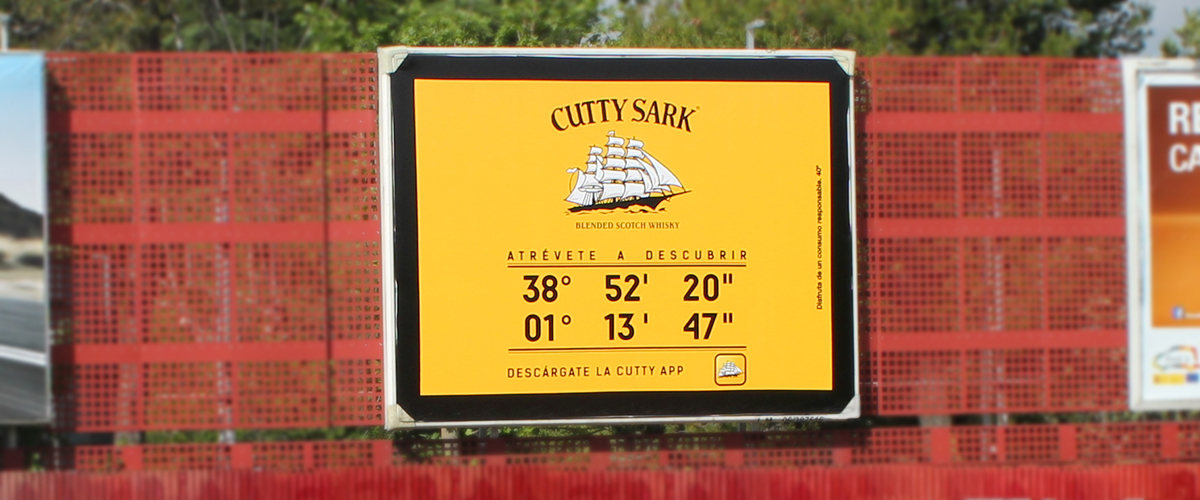 CUTTY SARK
BLENDED SCOTCH WHISKY
ATRÉVETE A DESCUBRIR
38° 52' 20"
01° 13' 47"
DESCÁRGATE LA CUTTY APP
Disfruta de un consumo responsable. 40°